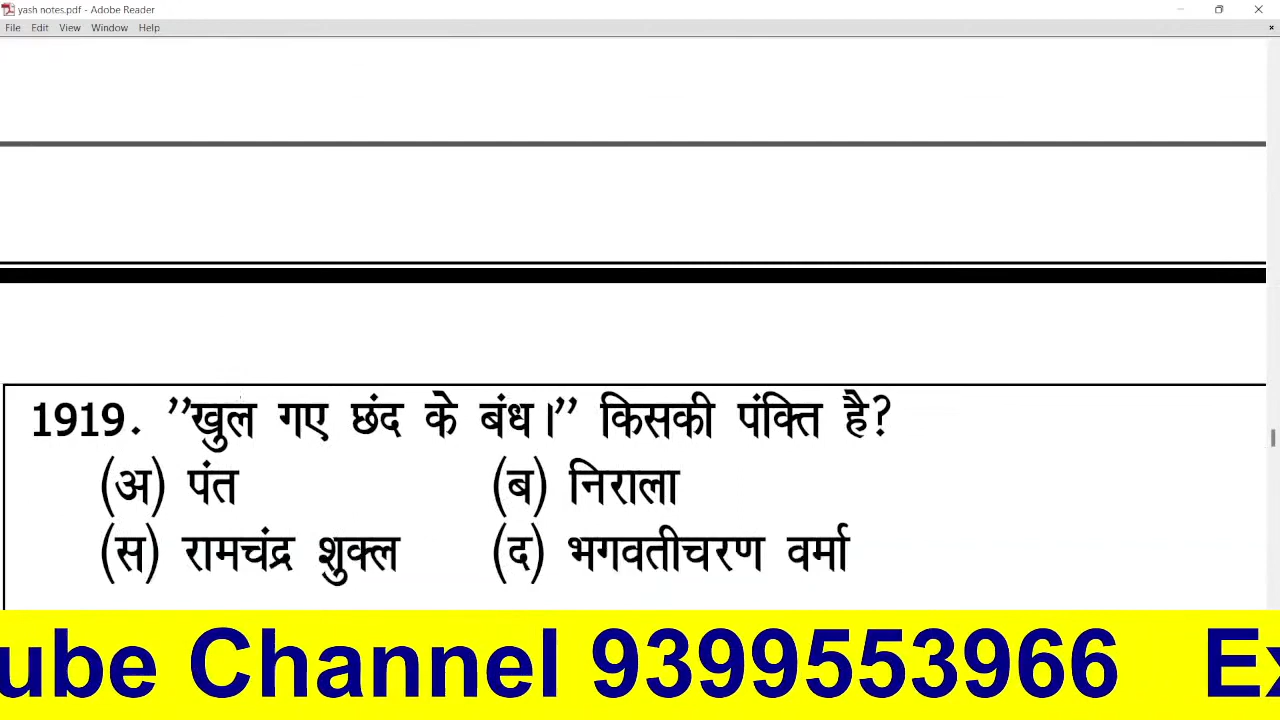 yash notes.pdf - Adobe Reader
File Edit View Window Help
1919. ’’खुल गए छंद के बंध।’’ किसकी पंक्ति है?
(अ) पंत (ब) निराला
(स) रामचंद्र शुक्ल (द) भगवतीचरण वर्मा
ube Channel 9399553966 Ex